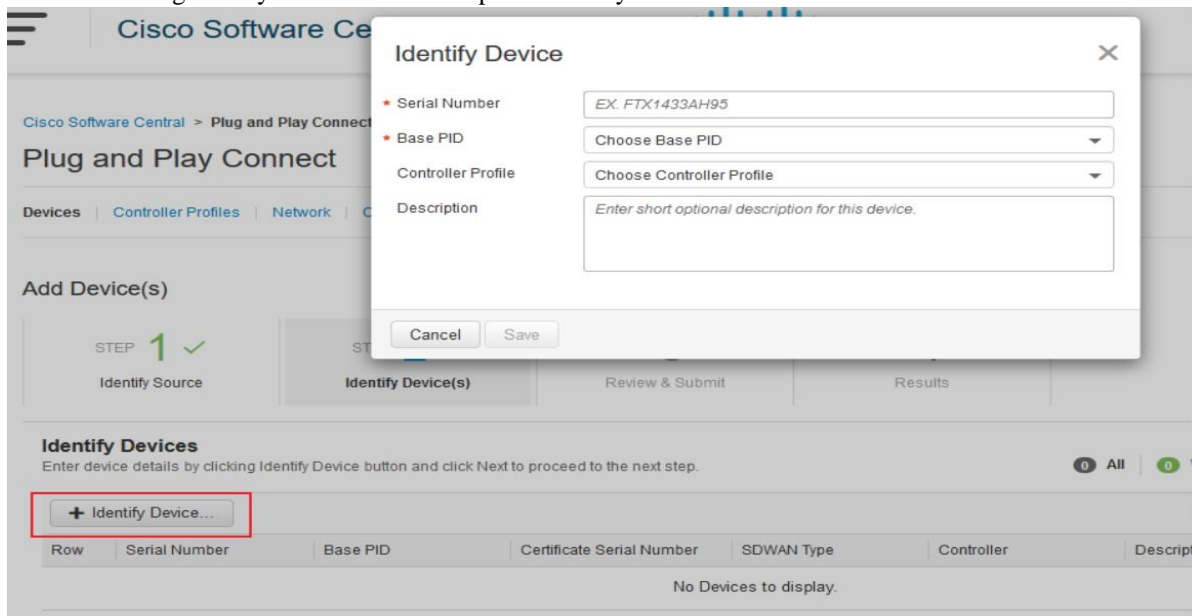 Cisco Software Ce
Identify Device
* Serial Number EX. FTX1433AH95
Cisco Software Central > Plug and Play Connect
* Base PID Choose Base PID
Plug and Play Connect
Controller Profile Choose Controller Profile
Devices | Controller Profiles | Network
Description Enter short optional description for this device.
Add Device(s)
Cancel Save
STEP 1
Identify Source Identify Device(s) Review & Submit Results
Identify Devices
Enter device details by clicking Identify Device button and click Next to proceed to the next step.
0 All 0
+ Identify Device...
Row Serial Number Base PID Certificate Serial Number SDWAN Type Controller Descript
No Devices to display.